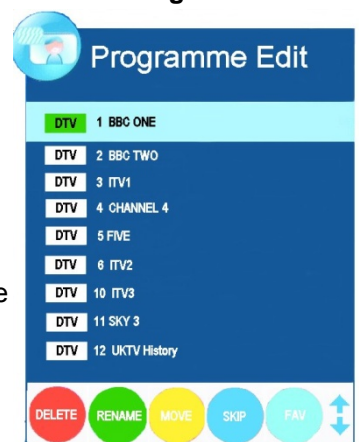 Programme Edit
DTV 1 BBC ONE
DTV 2 BBC TWO
DTV 3 ITV1
DTV 4 CHANNEL 4
DTV 5 FIVE
DTV 6 ITV2
e
DTV 10 ITV3
DTV 11 SKY 3
DTV 12 UKTV History
DELETE RENAME MOVE SKIP FAV